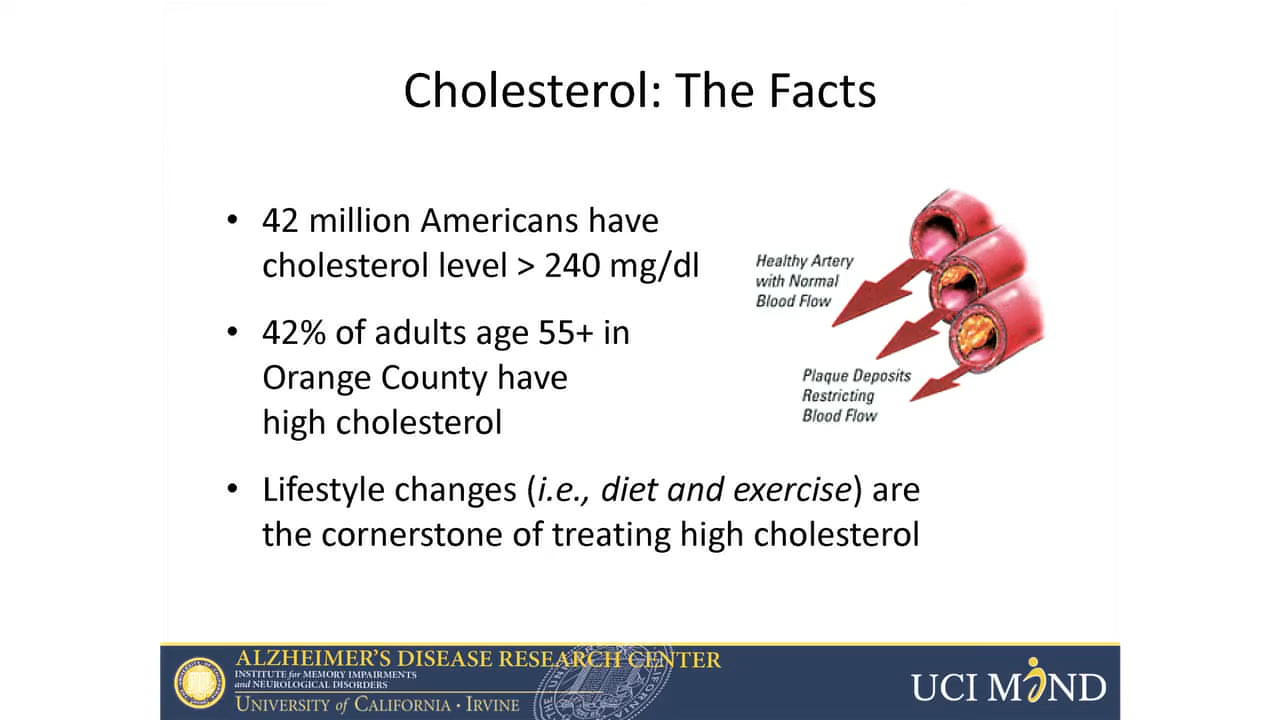 Cholesterol: The Facts
• 42 million Americans have
cholesterol level > 240 mg/dl
• 42% of adults age 55+ in
Orange County have
high cholesterol
• Lifestyle changes (i.e., diet and exercise) are
the cornerstone of treating high cholesterol
Healthy Artery
with Normal
Blood Flow
Plaque Deposits
Restricting
Blood Flow
ALZHEIMER'S DISEASE RESEARCH CENTER
INSTITUTE for MEMORY IMPAIRMENTS
and NEUROLOGICAL DISORDERS
UNIVERSITY of CALIFORNIA • IRVINE
UCI MIND